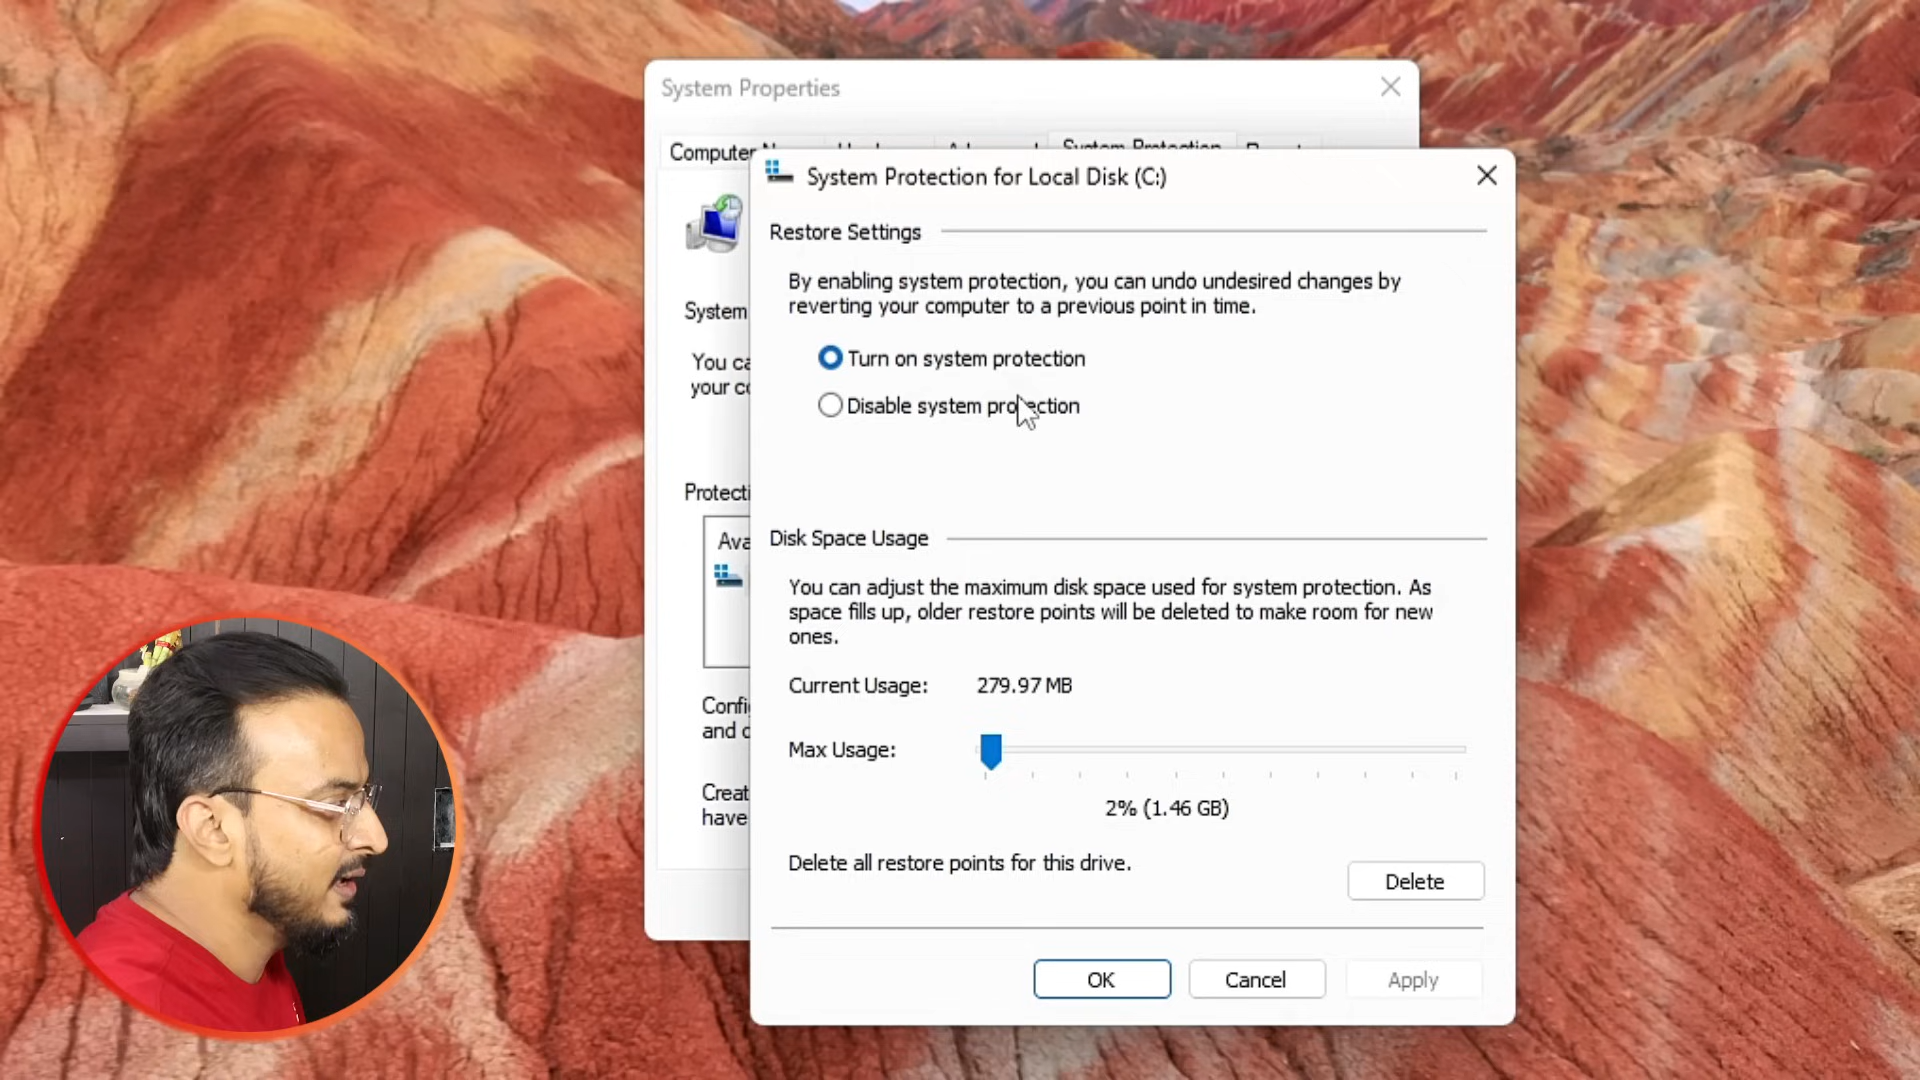 System Properties
Computer
System Protection
System Protection for Local Disk (C:)
Restore Settings
By enabling system protection, you can undo undesired changes by
reverting your computer to a previous point in time.
System
Turn on system protection
You ca
your co
Disable system protection
Protecti
Ava
Disk Space Usage
You can adjust the maximum disk space used for system protection. As
space fills up, older restore points will be deleted to make room for new
ones.
Current Usage: 279.97 MB
Confi
and c
Max Usage:
2% (1.46 GB)
Creat
have
Delete all restore points for this drive.
Delete
OK Cancel Apply